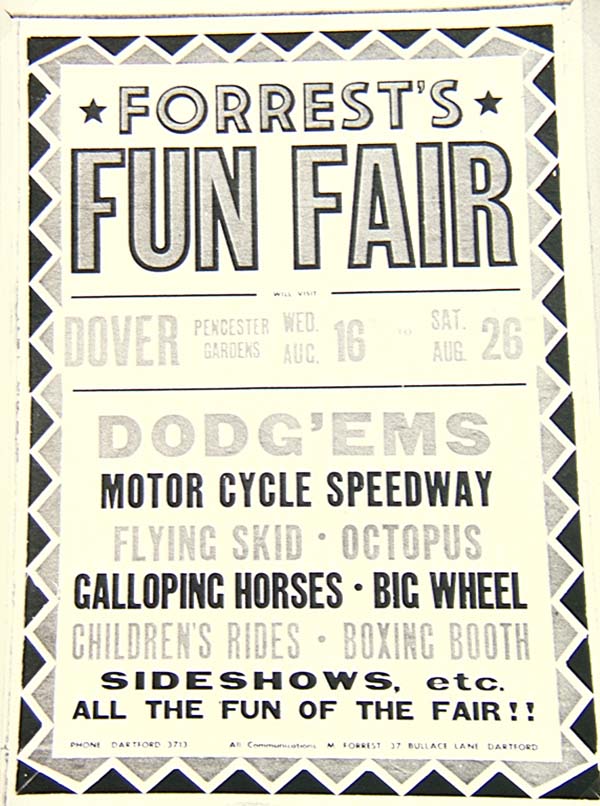 ★ FORREST'S ★
FUN FAIR
WILL VISIT
DOVER PENCESTER GARDENS WED. AUG. 16 TO SAT. AUG. 26
DODG'EMS
MOTOR CYCLE SPEEDWAY
FLYING SKID · OCTOPUS
GALLOPING HORSES · BIG WHEEL
CHILDREN'S RIDES · BOXING BOOTH
SIDESHOWS, etc.
ALL THE FUN OF THE FAIR!!
PHONE DARTFORD 3713 All Communications M. FORREST 37 BULLACE LANE DARTFORD